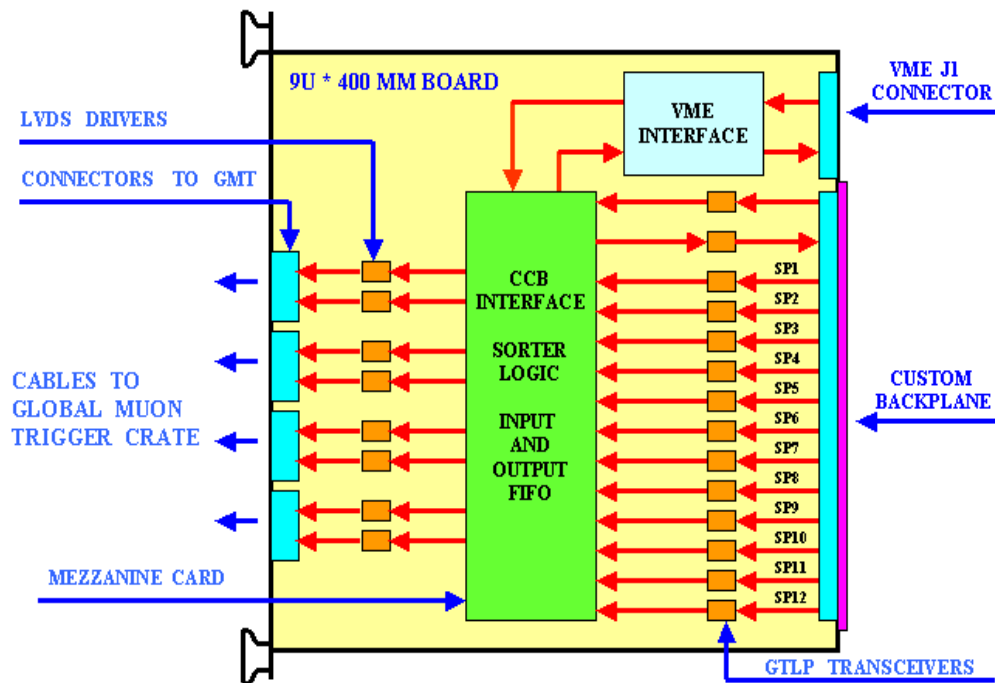 9U * 400 MM BOARD
VME J1
CONNECTOR
LVDS DRIVERS
VME
INTERFACE
CONNECTORS TO GMT
SP1
CCB
INTERFACE
SP2
SP3
SORTER
LOGIC
SP4
SP5
CABLES TO
GLOBAL MUON
TRIGGER CRATE
CUSTOM
BACKPLANE
INPUT
AND
OUTPUT
FIFO
SP6
SP7
SP8
SP9
SP10
SP11
SP12
MEZZANINE CARD
GTLP TRANSCEIVERS